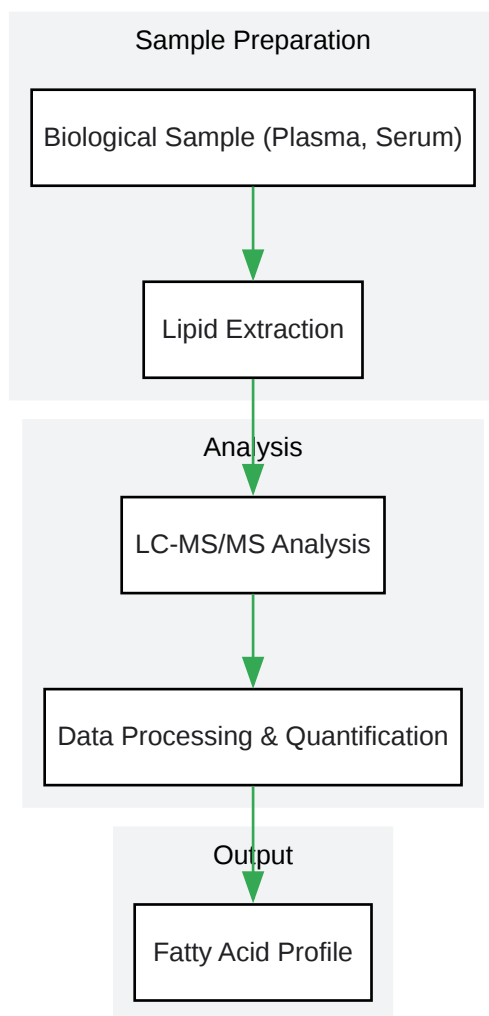 Sample Preparation
Biological Sample (Plasma, Serum)
Lipid Extraction
Analysis
LC-MS/MS Analysis
Data Processing & Quantification
Output
Fatty Acid Profile